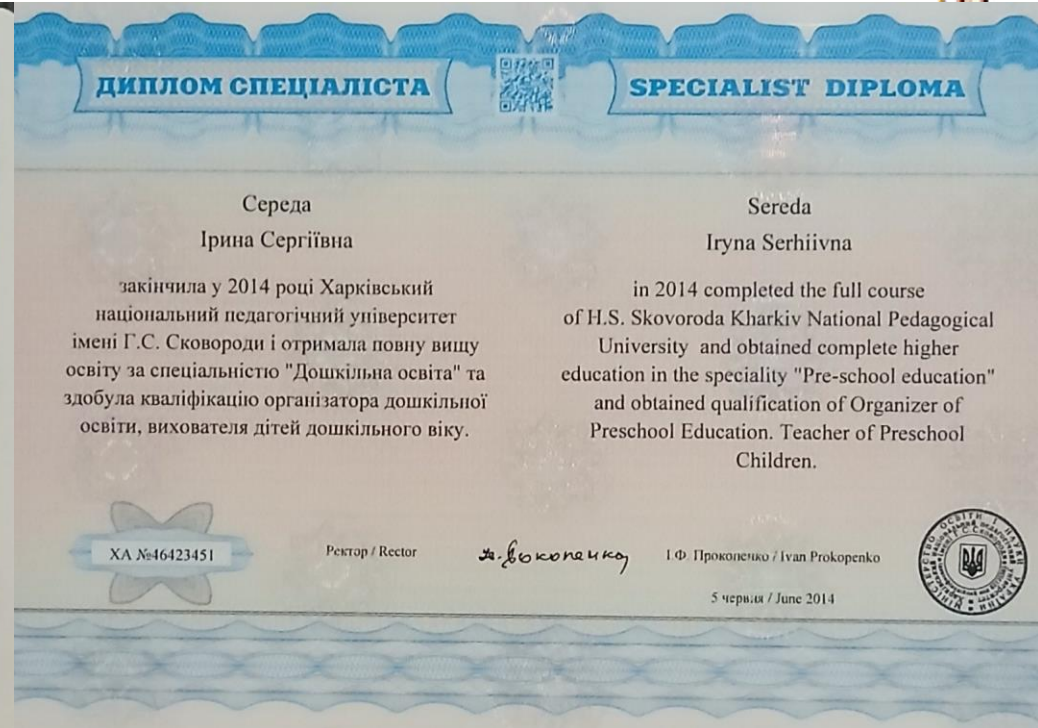 ДИПЛОМ СПЕЦІАЛІСТА
Середа
Ірина Сергіївна
закінчила у 2014 році Харківський
національний педагогічний університет
імені Г.С. Сковороди і отримала повну вищу
освіту за спеціальністю "Дошкільна освіта" та
здобула кваліфікацію організатора дошкільної
освіти, вихователя дітей дошкільного віку.
SPECIALIST DIPLOMA
Sereda
Iryna Serhiivna
in 2014 completed the full course
of H.S. Skovoroda Kharkiv National Pedagogical
University and obtained complete higher
education in the speciality "Pre-school education"
and obtained qualification of Organizer of
Preschool Education. Teacher of Preschool
Children.
ХА №46423451
Ректор / Rector
І.Ф. Прокопенко / Ivan Prokopenko
5 червня / June 2014
МІНІСТЕРСТВО ОСВІТИ І НАУКИ УКРАЇНИ